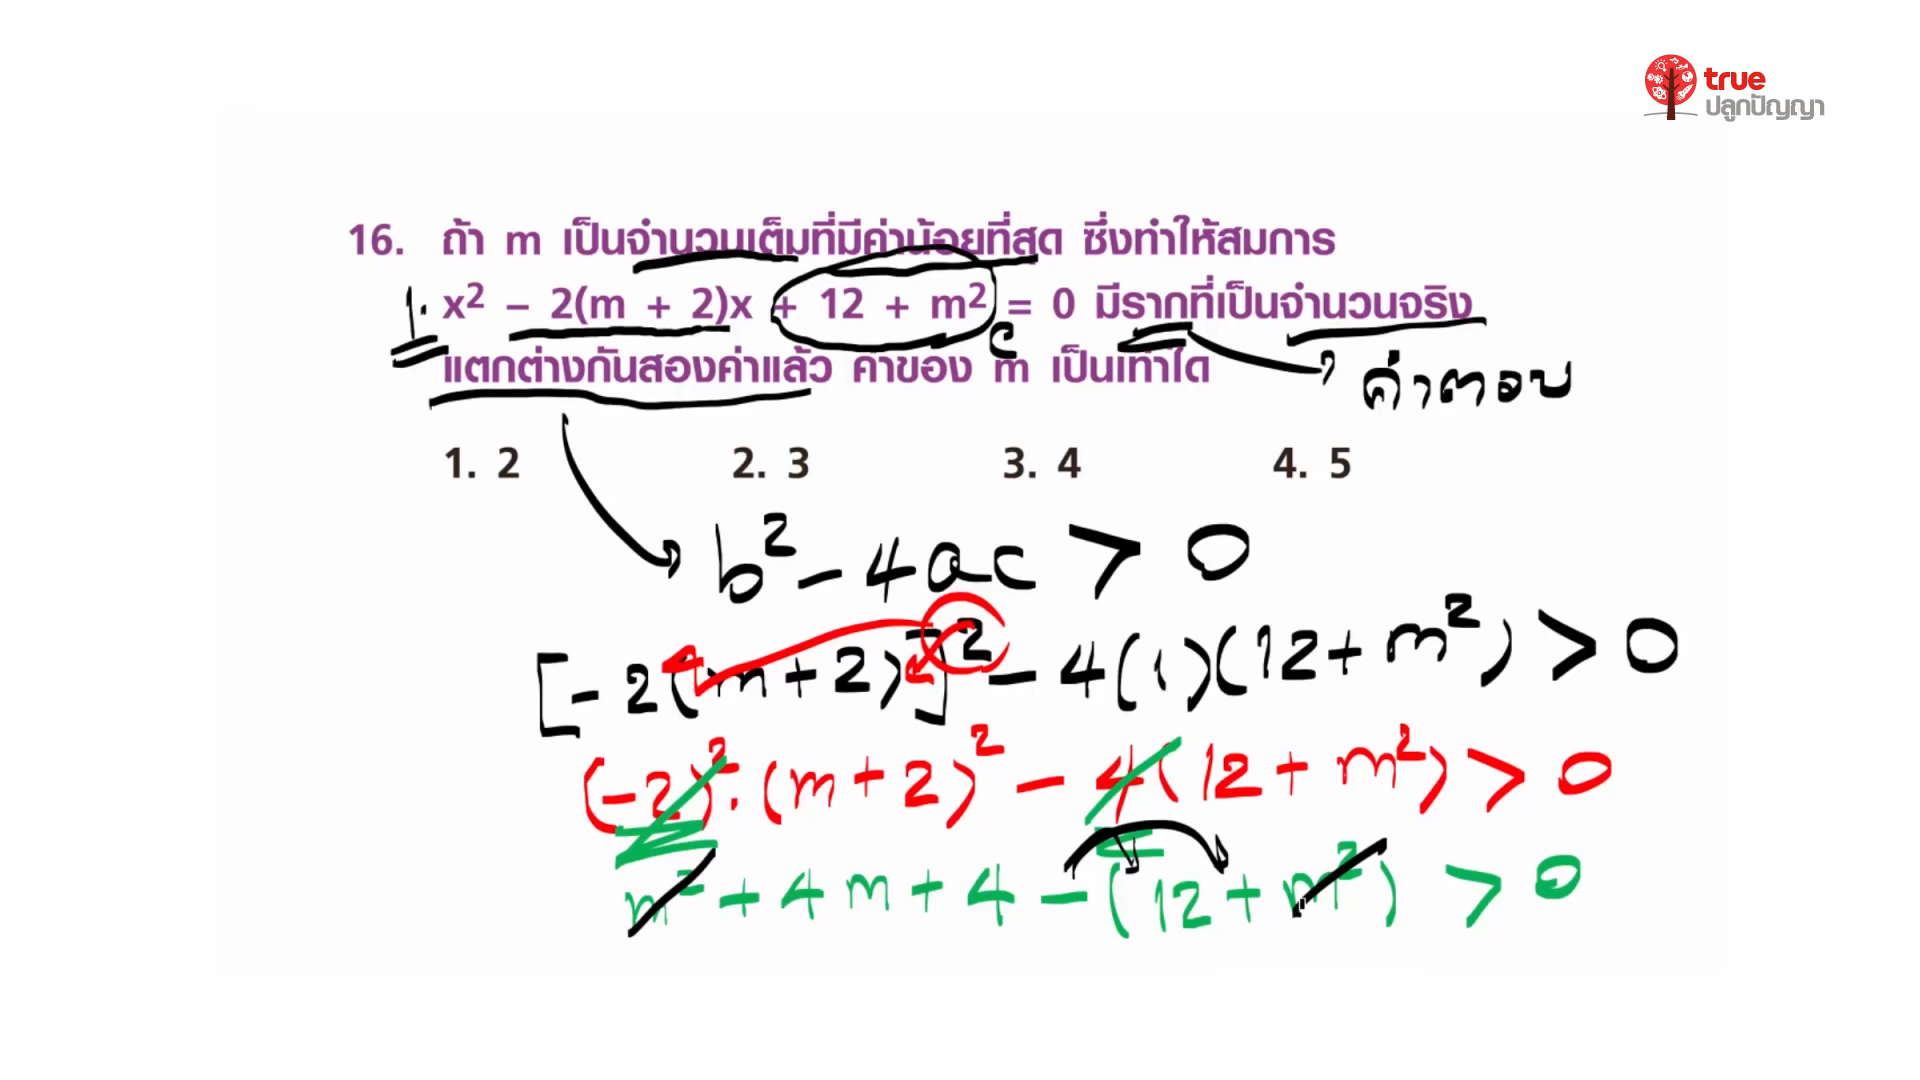 true
ปลูกปัญญา
16. ถ้า m เป็นจำนวนเต็มที่มีค่าน้อยที่สุด ซึ่งทำให้สมการ
1. x² – 2(m + 2)x + 12 + m² = 0 มีรากที่เป็นจำนวนจริง
c
แตกต่างกันสองค่าแล้ว ค่าของ m เป็นเท่าใด
ค่าตอบ
1. 2 2. 3 3. 4 4. 5
b² - 4ac > 0
[-2(m+2)]² - 4(1)(12+m²) > 0
(-2)²·(m+2)² - 4(12+m²) > 0
m² + 4m + 4 - (12+m²) > 0